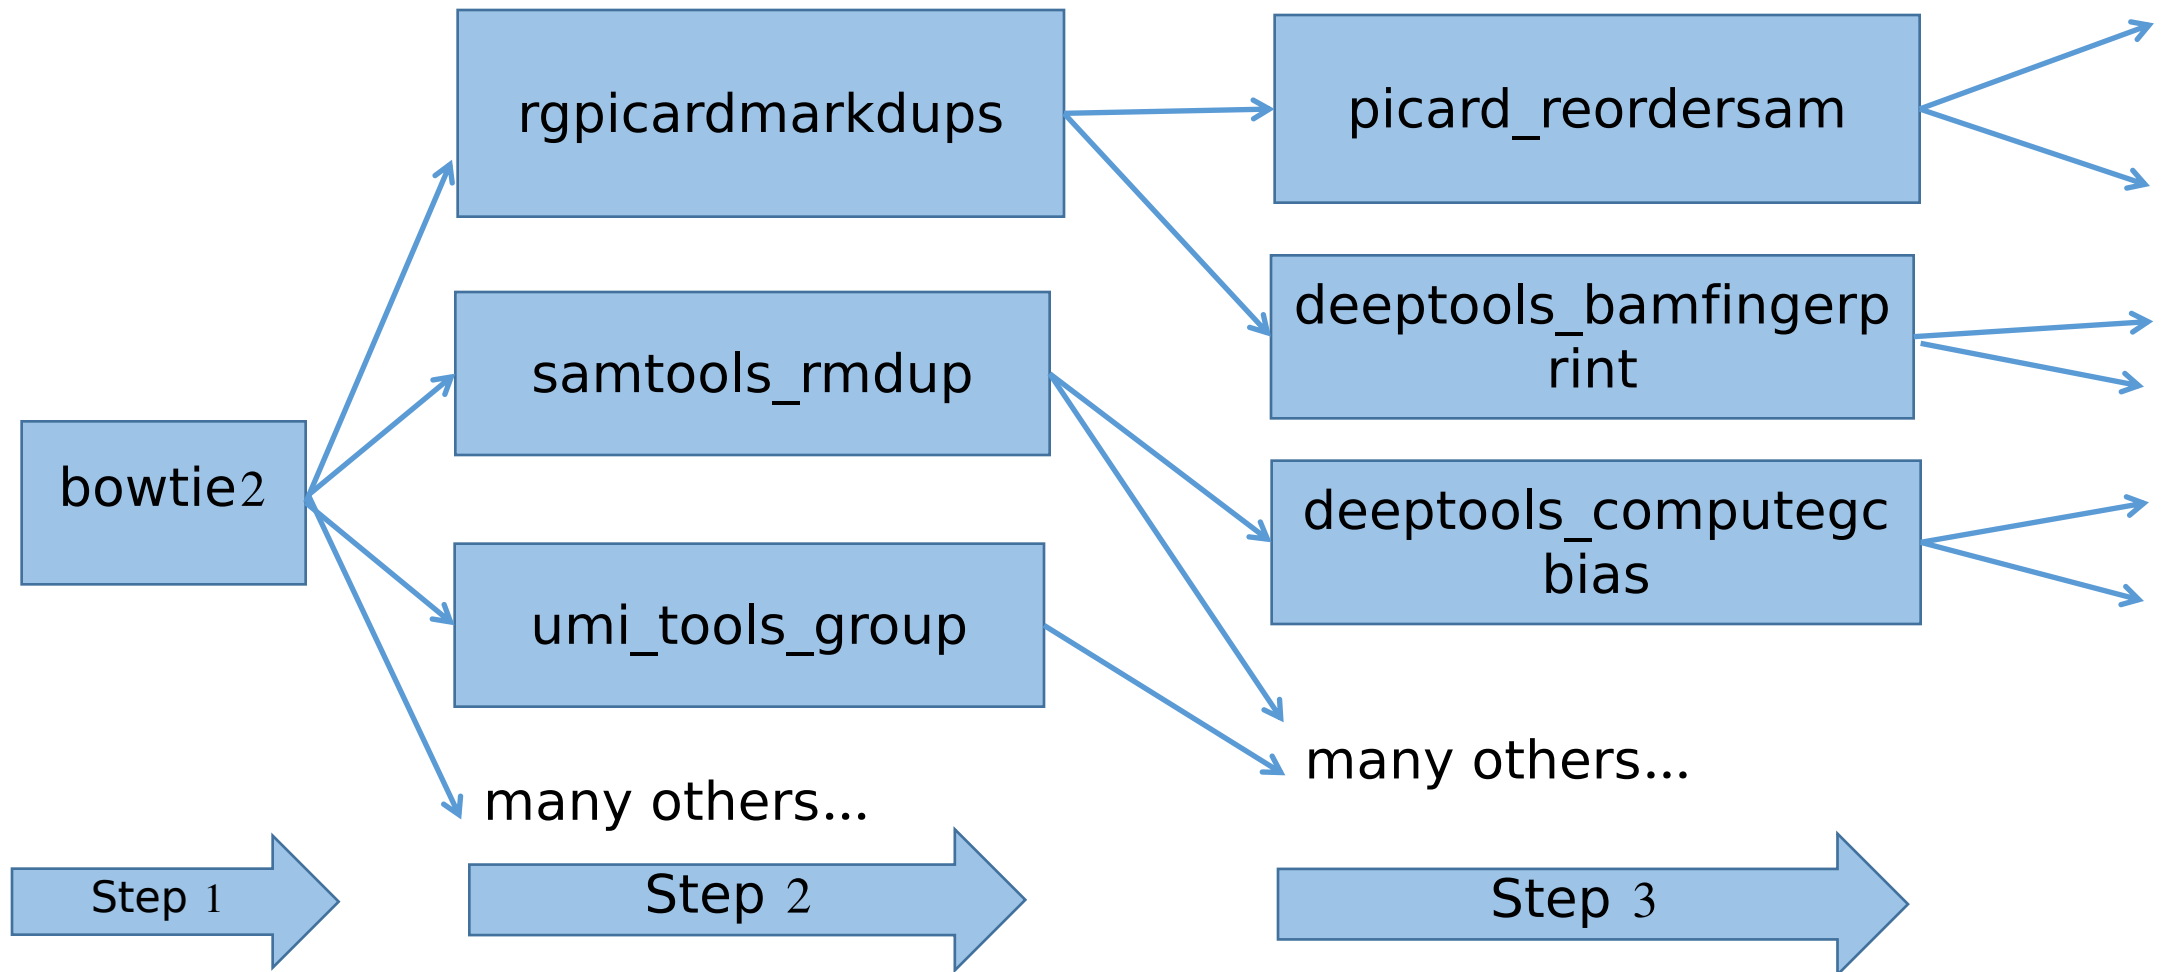 rgpicardmarkdups
picard_reordersam
deeptools_bamfingerp
rint
samtools_rmdup
bowtie2
deeptools_computegc
bias
umi_tools_group
many others...
many others...
Step 1
Step 2
Step 3